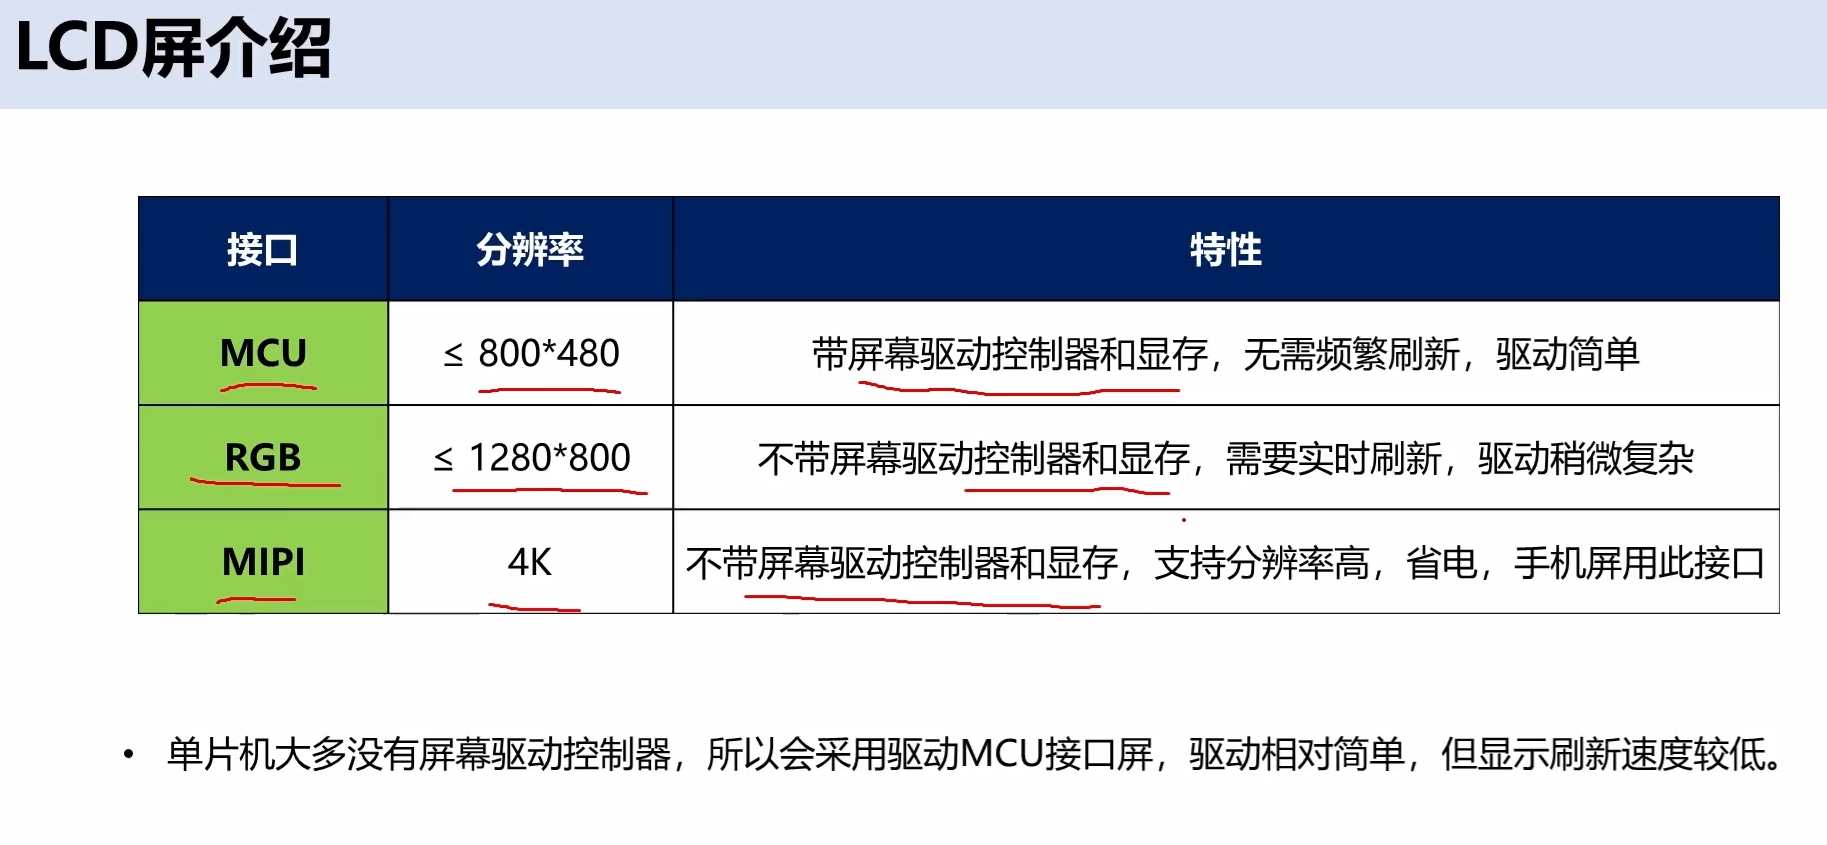 LCD屏介绍
接口 分辨率 特性
MCU ≤ 800*480 带屏幕驱动控制器和显存，无需频繁刷新，驱动简单
RGB ≤ 1280*800 不带屏幕驱动控制器和显存，需要实时刷新，驱动稍微复杂
MIPI 4K 不带屏幕驱动控制器和显存，支持分辨率高，省电，手机屏用此接口
• 单片机大多没有屏幕驱动控制器，所以会采用驱动MCU接口屏，驱动相对简单，但显示刷新速度较低。